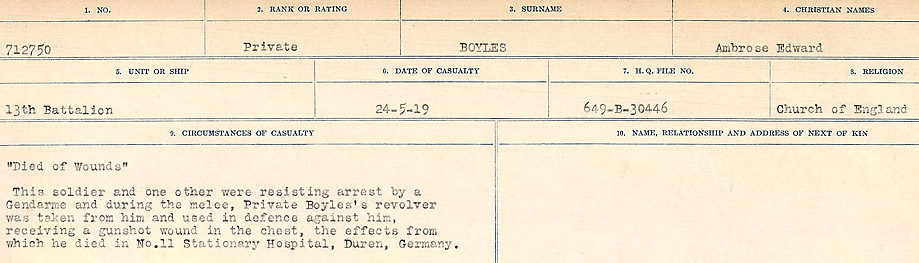 1. NO. 2. RANK OR RATING 3. SURNAME 4. CHRISTIAN NAMES
712750 Private BOYLES Ambrose Edward
5. UNIT OR SHIP 6. DATE OF CASUALTY 7. H.Q. FILE NO. 8. RELIGION
13th Battalion 24-5-19 649-B-30446 Church of England
9. CIRCUMSTANCES OF CASUALTY
"Died of Wounds"
This soldier and one other were resisting arrest by a
Gendarme and during the melee, Private Boyles's revolver
was taken from him and used in defence against him,
receiving a gunshot wound in the chest, the effects from
which he died in No.11 Stationary Hospital, Duren, Germany.
10. NAME, RELATIONSHIP AND ADDRESS OF NEXT OF KIN